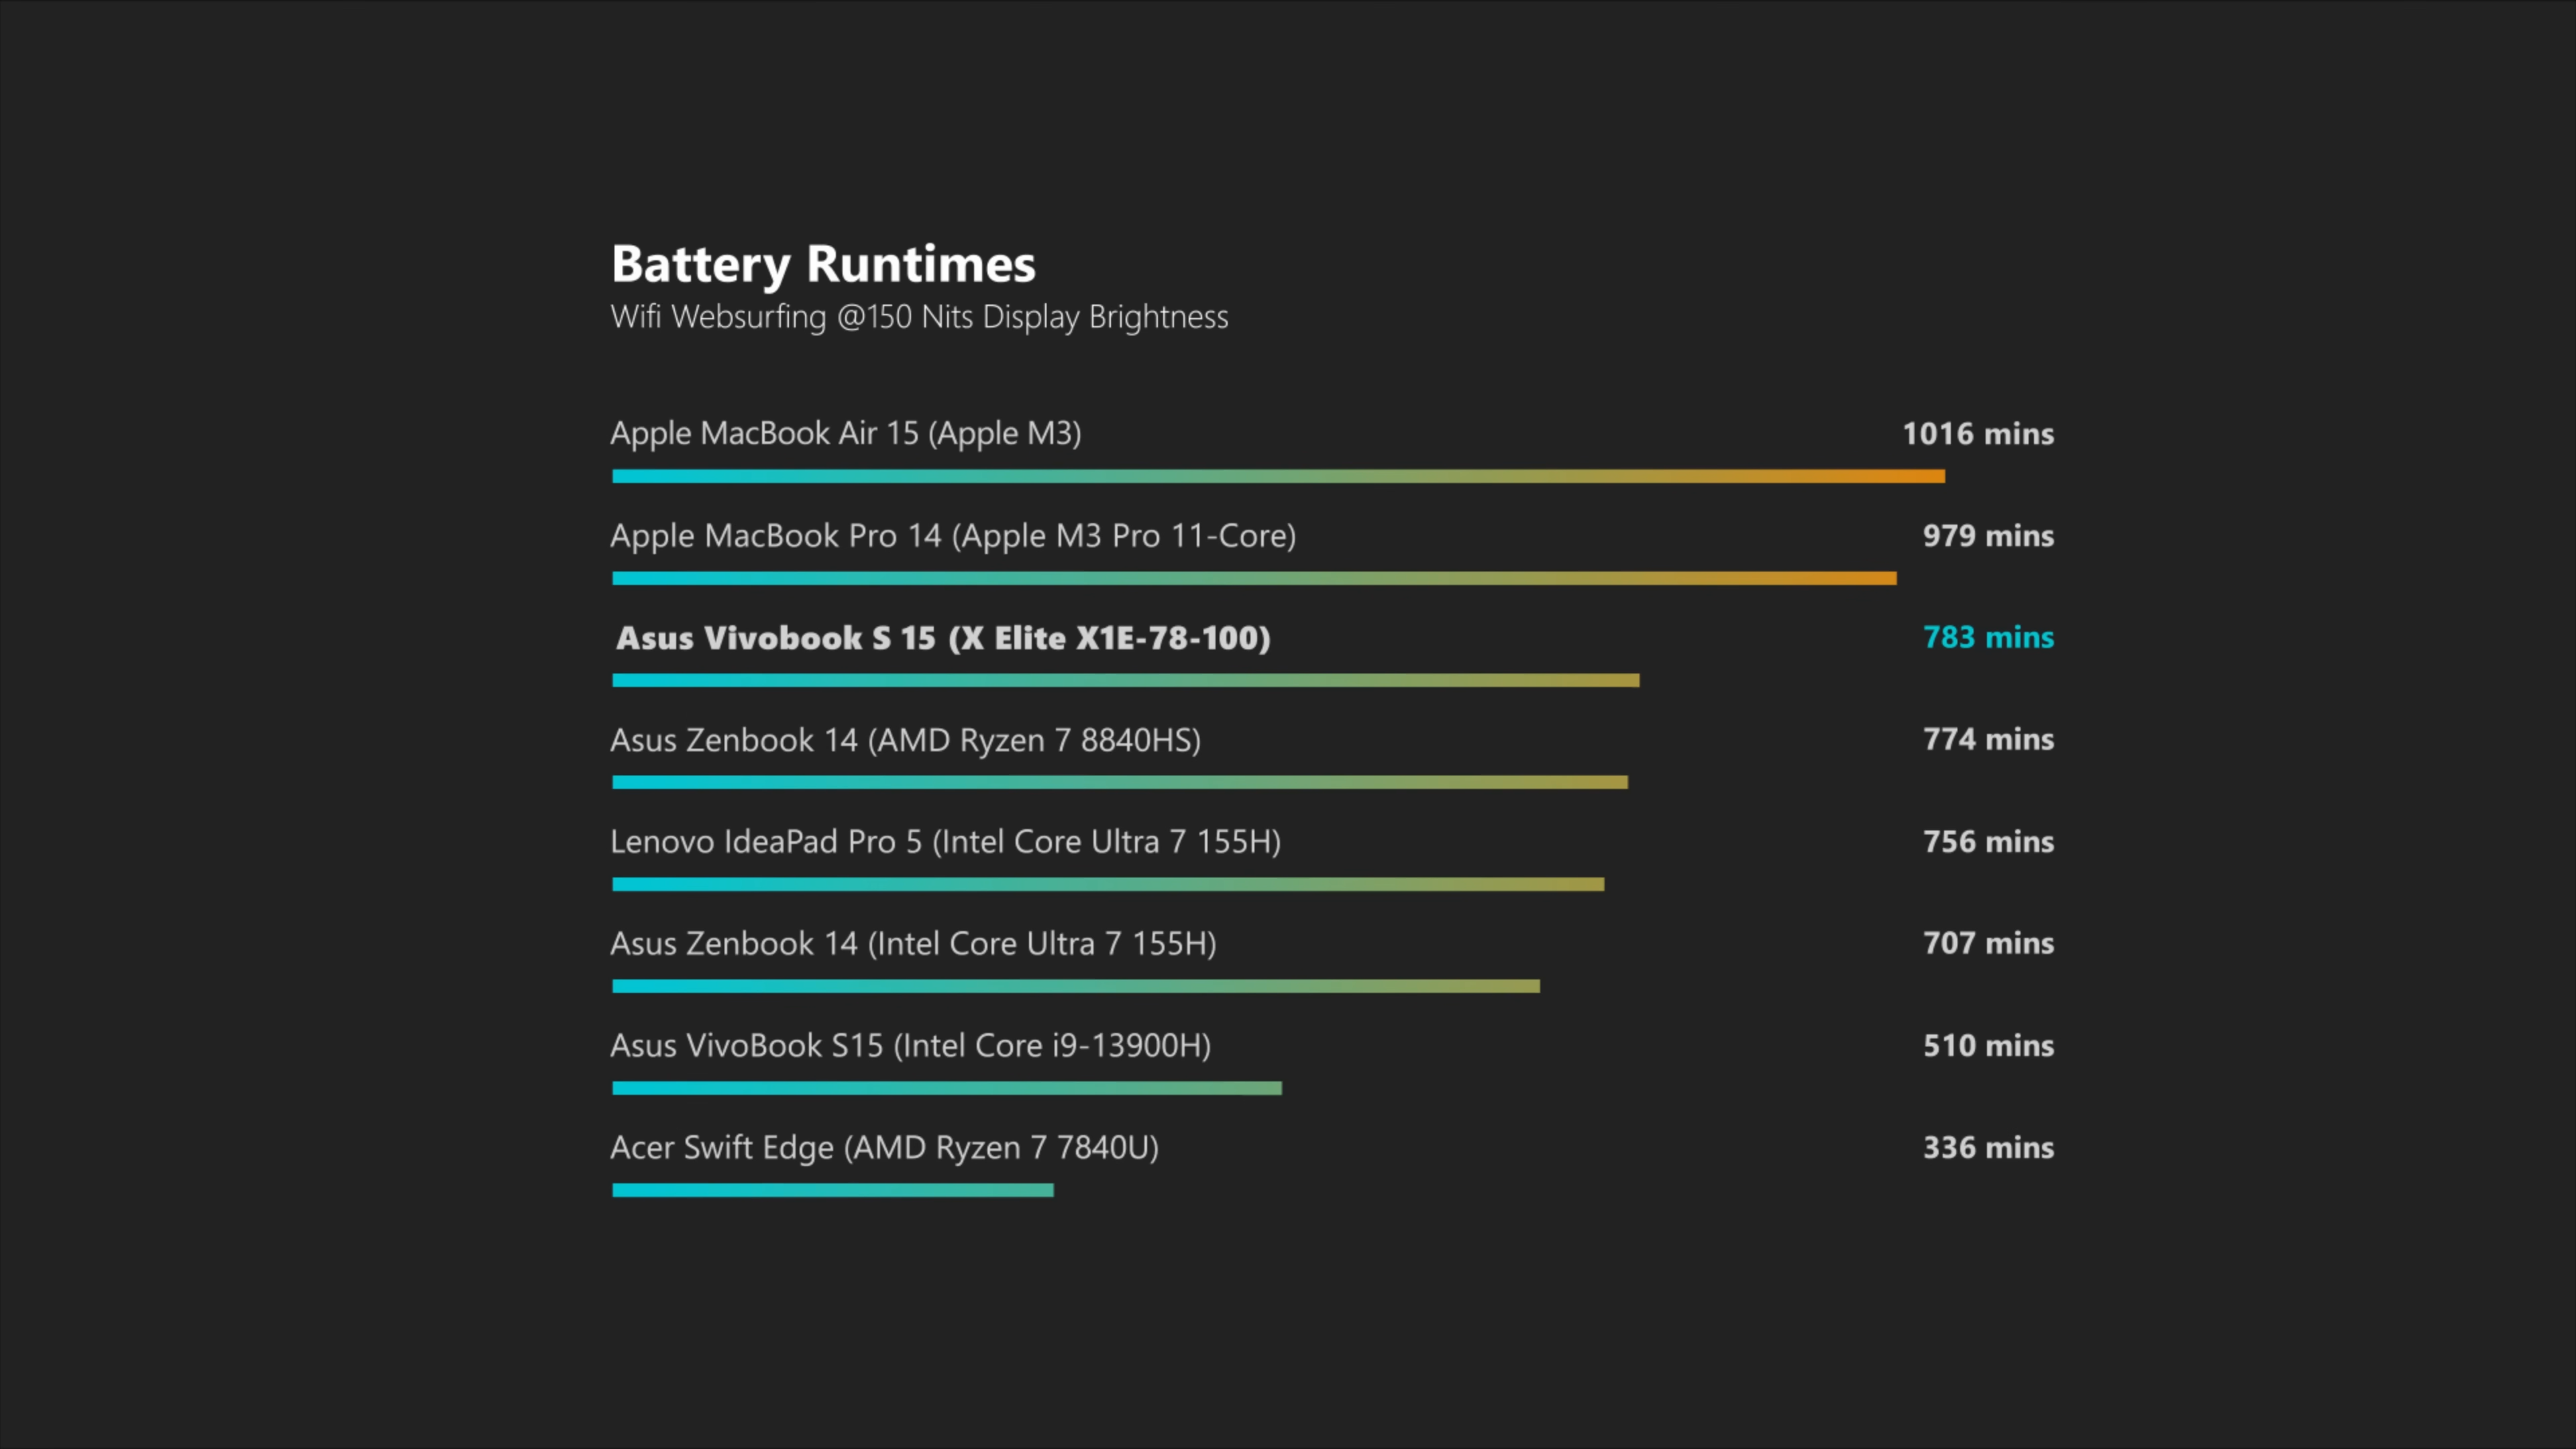 Battery Runtimes
Wifi Websurfing @150 Nits Display Brightness
Apple MacBook Air 15 (Apple M3) 1016 mins
Apple MacBook Pro 14 (Apple M3 Pro 11-Core) 979 mins
Asus Vivobook S 15 (X Elite X1E-78-100) 783 mins
Asus Zenbook 14 (AMD Ryzen 7 8840HS) 774 mins
Lenovo IdeaPad Pro 5 (Intel Core Ultra 7 155H) 756 mins
Asus Zenbook 14 (Intel Core Ultra 7 155H) 707 mins
Asus VivoBook S15 (Intel Core i9-13900H) 510 mins
Acer Swift Edge (AMD Ryzen 7 7840U) 336 mins